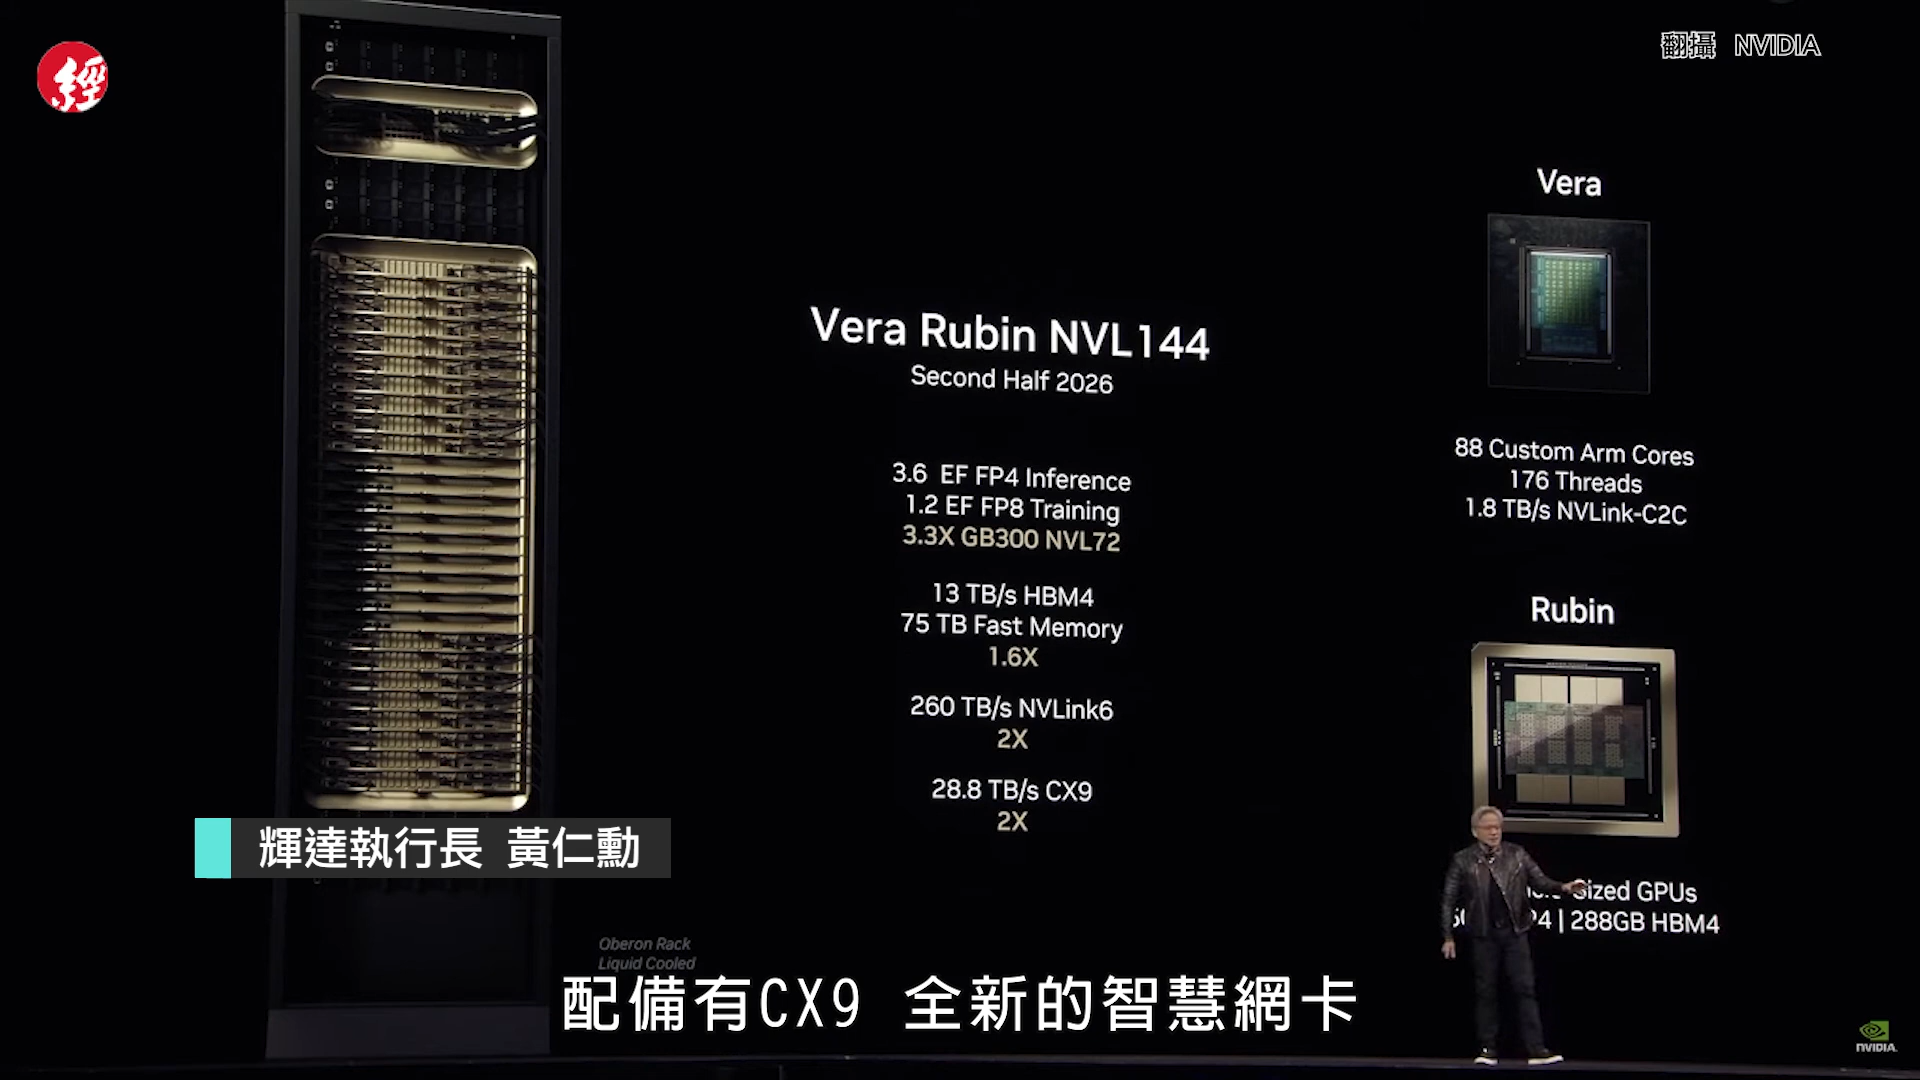 經
翻攝 NVIDIA
Vera Rubin NVL144
Second Half 2026
3.6 EF FP4 Inference
1.2 EF FP8 Training
3.3X GB300 NVL72
13 TB/s HBM4
75 TB Fast Memory
1.6X
260 TB/s NVLink6
2X
28.8 TB/s CX9
2X
Vera
88 Custom Arm Cores
176 Threads
1.8 TB/s NVLink-C2C
Rubin
Sized GPUs
| 288GB HBM4
輝達執行長 黃仁勳
Oberon Rack
Liquid Cooled
配備有CX9 全新的智慧網卡
NVIDIA.